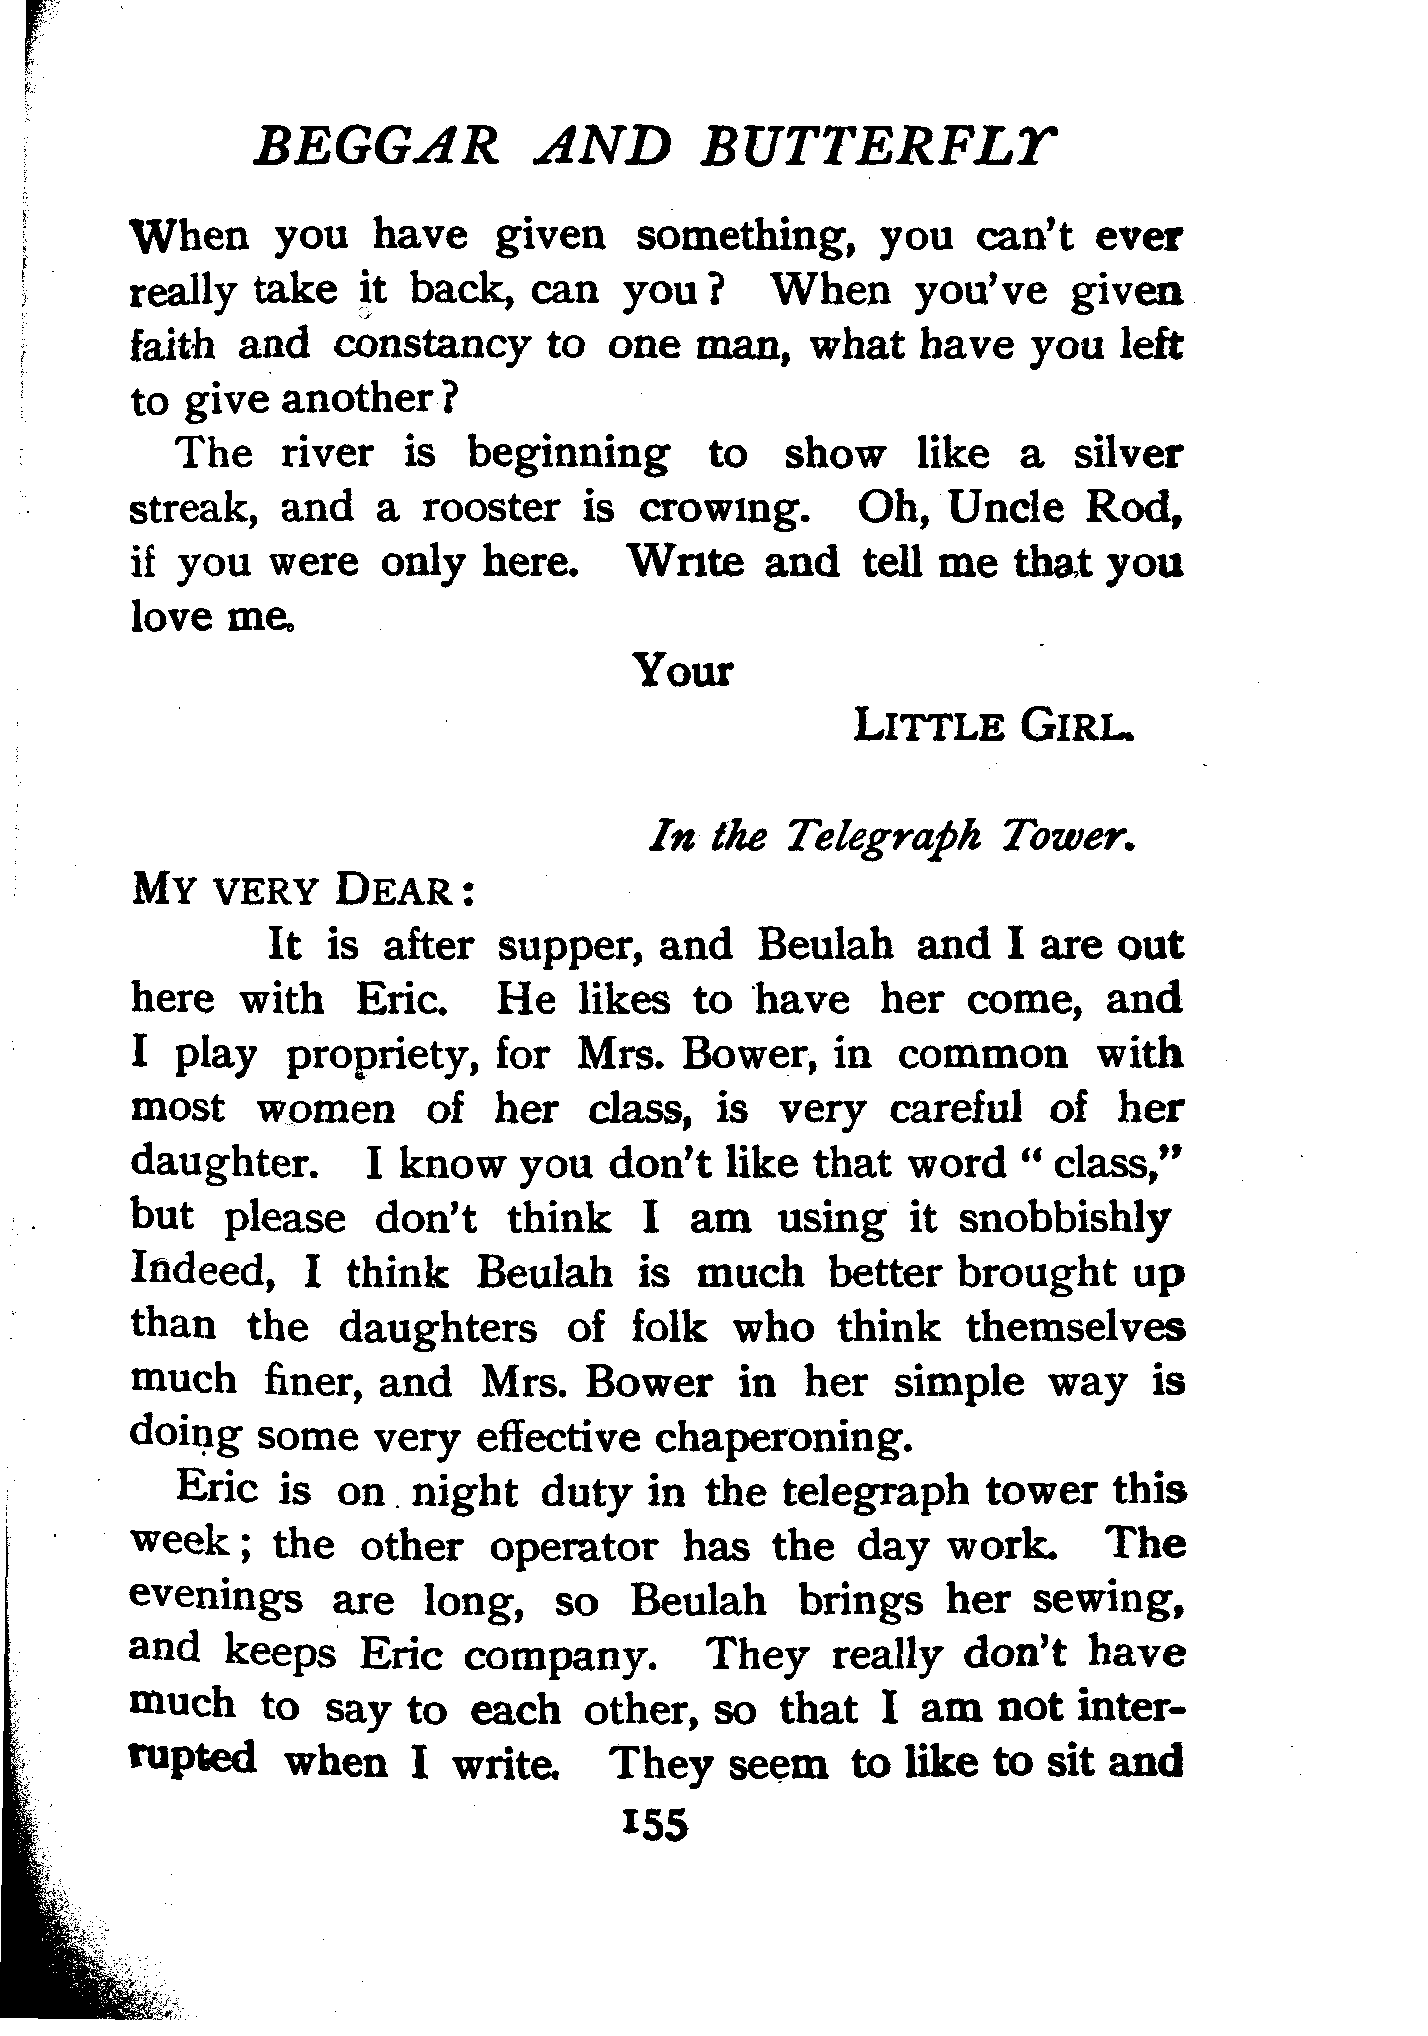 BEGGAR AND BUTTERFLY
When you have given something, you can't ever
really take it back, can you? When you've given
faith and constancy to one man, what have you left
to give another?
The river is beginning to show like a silver
streak, and a rooster is crowing. Oh, Uncle Rod,
if you were only here. Write and tell me that you
love me.
Your
LITTLE GIRL.
In the Telegraph Tower.
MY VERY DEAR:
It is after supper, and Beulah and I are out
here with Eric. He likes to have her come, and
I play propriety, for Mrs. Bower, in common with
most women of her class, is very careful of her
daughter. I know you don't like that word "class,"
but please don't think I am using it snobbishly
Indeed, I think Beulah is much better brought up
than the daughters of folk who think themselves
much finer, and Mrs. Bower in her simple way is
doing some very effective chaperoning.
Eric is on night duty in the telegraph tower this
week; the other operator has the day work. The
evenings are long, so Beulah brings her sewing,
and keeps Eric company. They really don't have
much to say to each other, so that I am not inter-
rupted when I write. They seem to like to sit and
155